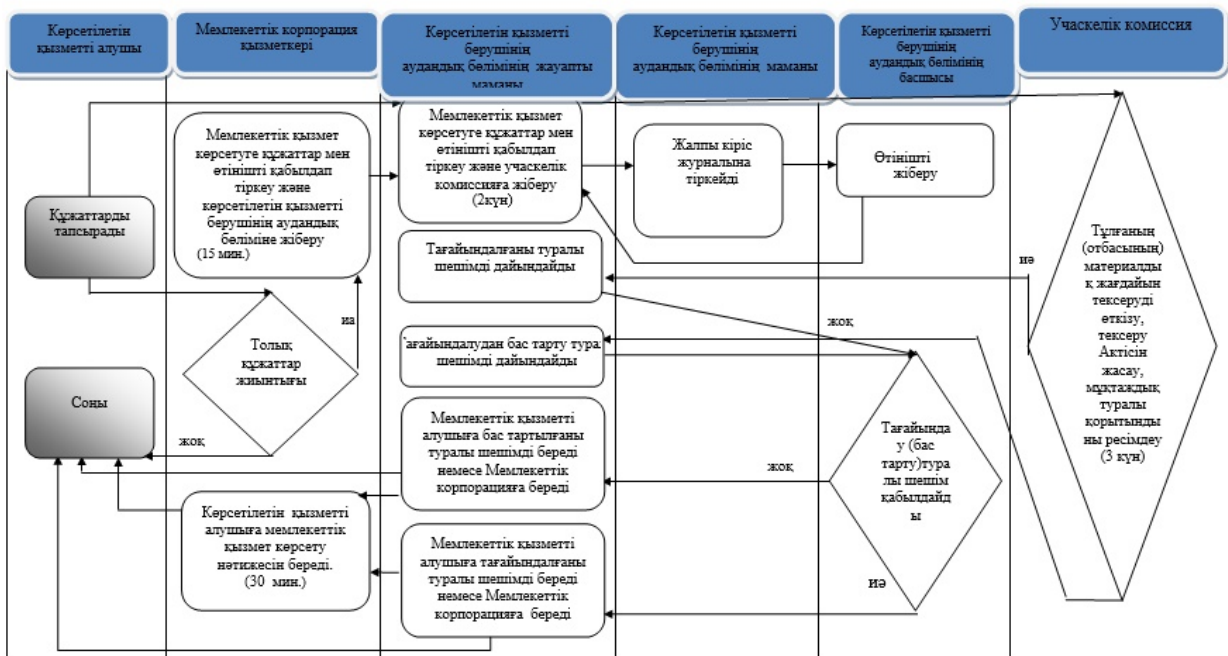 Көрсетілетін
қызметті алушы
Мемлекеттік корпорация
қызметкері
Көрсетілетін қызметті
берушінің
аудандық бөлімінің жауапты
маманы
Көрсетілетін қызметті
берушінің
аудандық бөлімінің маманы
Көрсетілетін қызметті
берушінің
аудандық бөлімінің
басшысы
Учаскелік комиссия
Құжаттарды
тапсырады
Мемлекеттік қызмет
көрсетуге құжаттар мен
өтінішті қабылдап
тіркеу және
көрсетілетін қызметті
берушінің аудандық
бөліміне жіберу
(15 мин.)
Мемлекеттік қызмет
көрсетуге құжаттар мен
өтінішті қабылдап
тіркеу және учаскелік
комиссияға жіберу
(2күн)
Жалпы кіріс
журналына
тіркейді
Өтінішті
жіберу
Тұлғаның
(отбасының)
материалды
қ жағдайын
тексеруді
өткізу,
тексеру
Актісін
жасау,
мұқтаждық
туралы
қорытынды
ны ресімдеу
(3 күн)
иә
Тағайындалғаны туралы
шешімді дайындайды
Толық
құжаттар
жиынтығы
иа
жоқ
жоқ
ағайындалудан бас тарту тура
шешімді дайындайды
Соңы
Мемлекеттік қызметті
алушыға бас тартылғаны
туралы шешімді береді
немесе Мемлекеттік
корпорацияға береді
жоқ
Тағайында
у (бас
тарту)тура
лы шешім
қабылдайд
ы
Көрсетілетін қызметті
алушыға мемлекеттік
қызмет көрсету
нәтижесін береді.
(30 мин.)
Мемлекеттік қызметті
алушыға тағайындалғаны
туралы шешімді береді
немесе Мемлекеттік
корпорацияға береді
иә